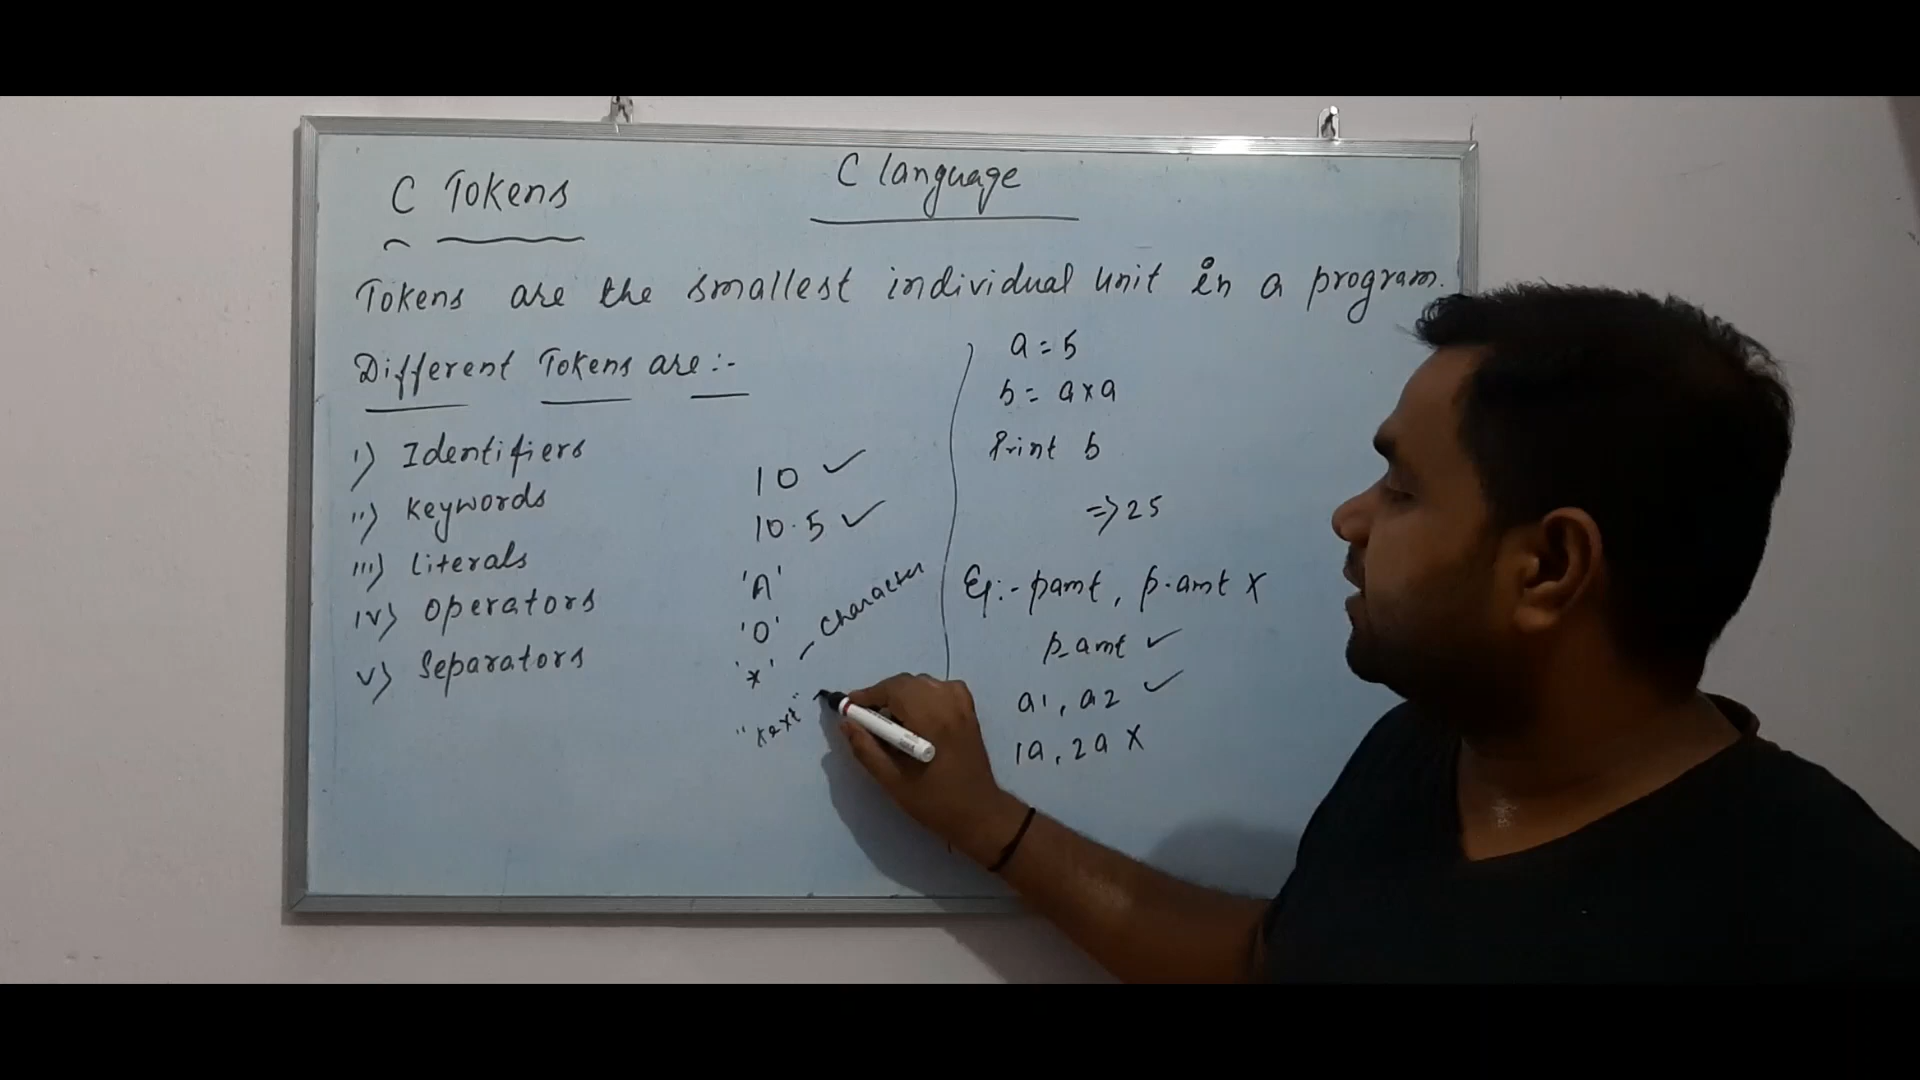 C Tokens
C language
Tokens are the smallest individual unit in a program.
Different Tokens are :-
i) Identifiers
ii) Keywords
iii) Literals
iv) Operators
v) Separators
10 ✓
10.5 ✓
'A'
'0'
'*' - Character
"text"
a = 5
b = a x a
Print b
=> 25
Eg:- pamt, p.amt x
p_amt ✓
a1, a2 ✓
1a, 2a x